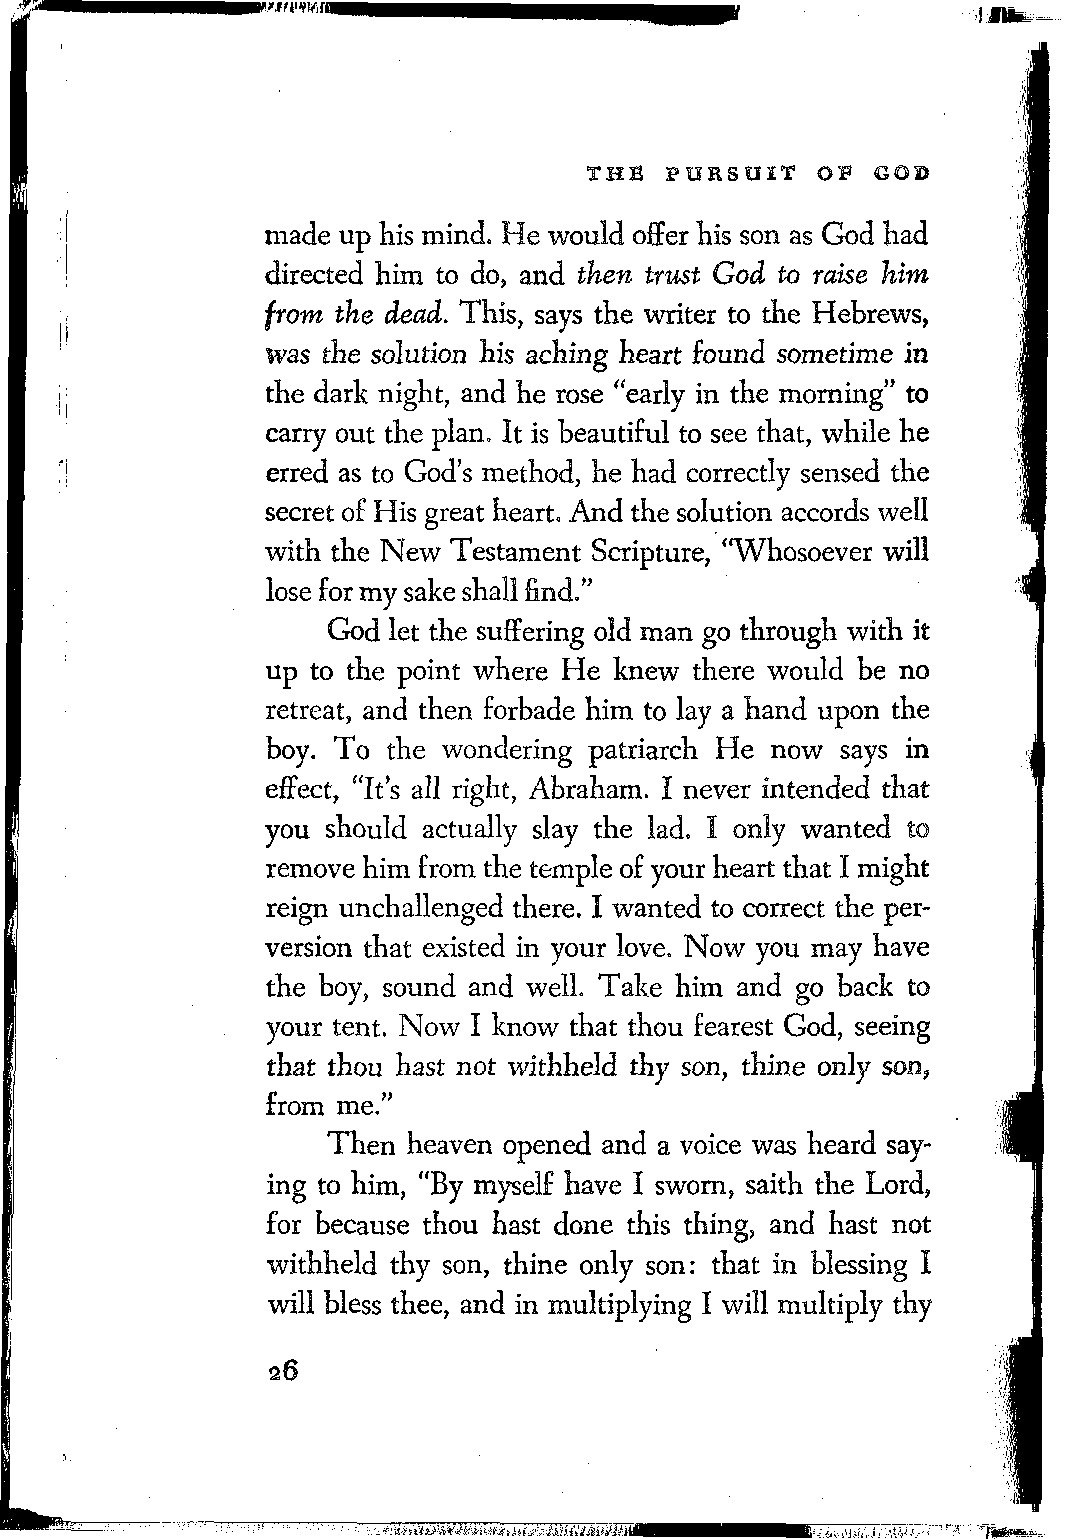 THE PURSUIT OF GOD
made up his mind. He would offer his son as God had
directed him to do, and then trust God to raise him
from the dead. This, says the writer to the Hebrews,
was the solution his aching heart found sometime in
the dark night, and he rose “early in the morning” to
carry out the plan. It is beautiful to see that, while he
erred as to God’s method, he had correctly sensed the
secret of His great heart. And the solution accords well
with the New Testament Scripture, “Whosoever will
lose for my sake shall find.”
God let the suffering old man go through with it
up to the point where He knew there would be no
retreat, and then forbade him to lay a hand upon the
boy. To the wondering patriarch He now says in
effect, “It’s all right, Abraham. I never intended that
you should actually slay the lad. I only wanted to
remove him from the temple of your heart that I might
reign unchallenged there. I wanted to correct the per-
version that existed in your love. Now you may have
the boy, sound and well. Take him and go back to
your tent. Now I know that thou fearest God, seeing
that thou hast not withheld thy son, thine only son,
from me.”
Then heaven opened and a voice was heard say-
ing to him, “By myself have I sworn, saith the Lord,
for because thou hast done this thing, and hast not
withheld thy son, thine only son: that in blessing I
will bless thee, and in multiplying I will multiply thy
26